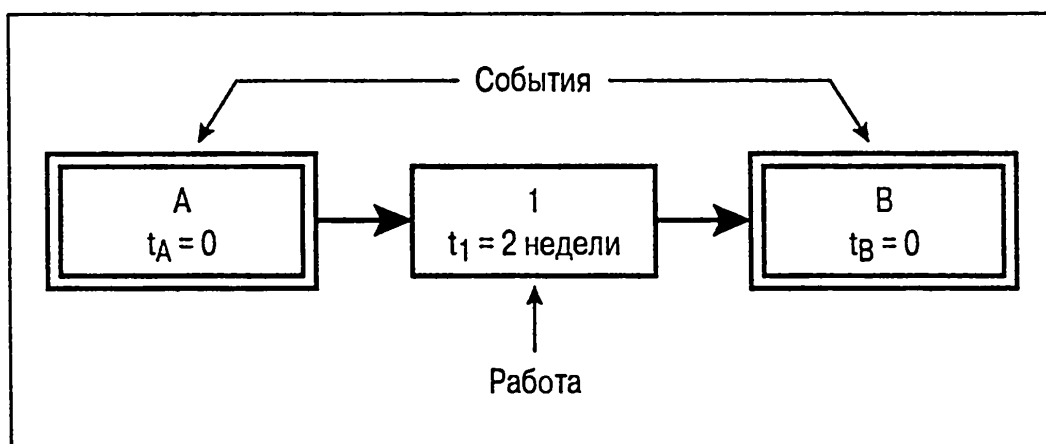 События
A
tA = 0
1
t1 = 2 недели
B
tB = 0
Работа